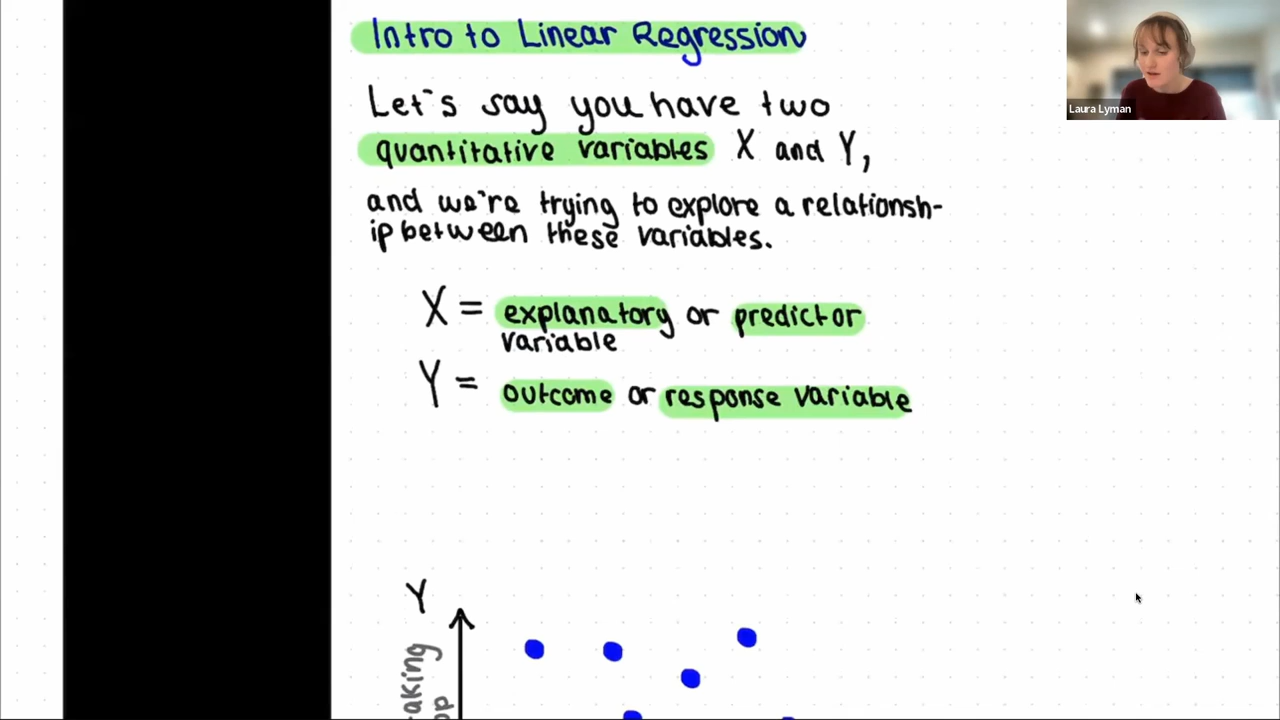 Intro to Linear Regression
Laura Lyman
Let's say you have two
quantitative variables X and Y,
and we're trying to explore a relationsh-
ip between these variables.
X = explanatory or predictor
variable
Y = outcome or response variable
Y